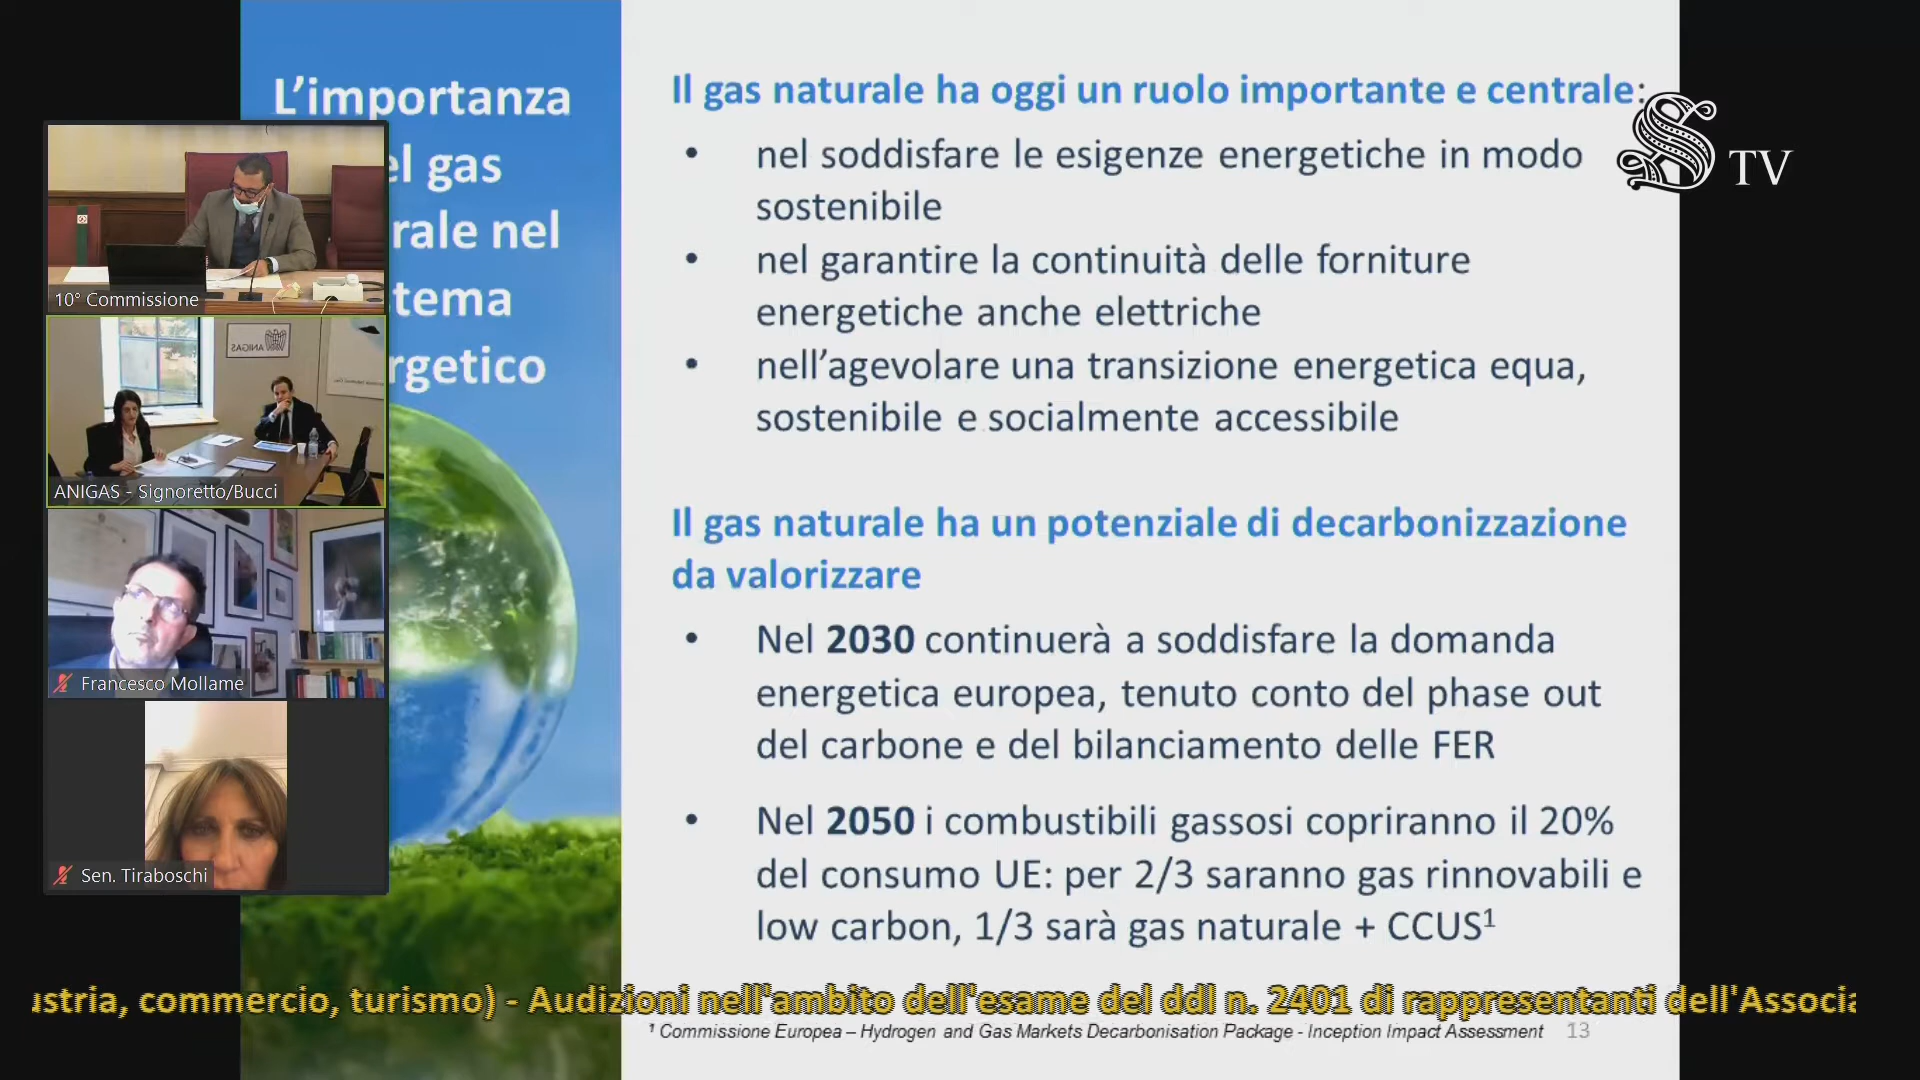 L'importanza
el gas
rale nel
tema
rgetico
10° Commissione
ANIGAS
ANIGAS - Signoretto/Bucci
Francesco Mollame
Sen. Tiraboschi
Il gas naturale ha oggi un ruolo importante e centrale:
• nel soddisfare le esigenze energetiche in modo
sostenibile
• nel garantire la continuità delle forniture
energetiche anche elettriche
• nell'agevolare una transizione energetica equa,
sostenibile e socialmente accessibile
Il gas naturale ha un potenziale di decarbonizzazione
da valorizzare
• Nel 2030 continuerà a soddisfare la domanda
energetica europea, tenuto conto del phase out
del carbone e del bilanciamento delle FER
• Nel 2050 i combustibili gassosi copriranno il 20%
del consumo UE: per 2/3 saranno gas rinnovabili e
low carbon, 1/3 sarà gas naturale + CCUS¹
S TV
ustria, commercio, turismo) - Audizioni nell'ambito dell'esame del ddl n. 2401 di rappresentanti dell'Associa
¹ Commissione Europea – Hydrogen and Gas Markets Decarbonisation Package - Inception Impact Assessment
13